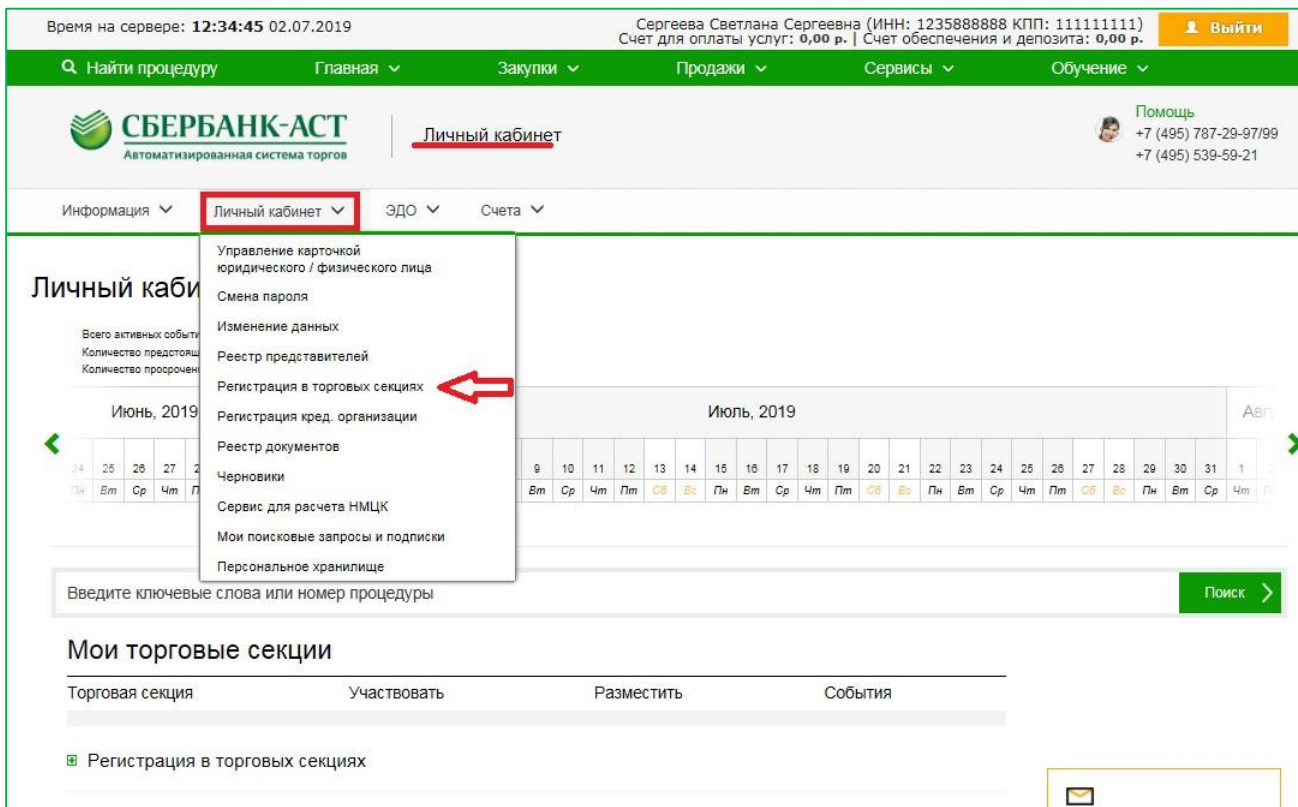 Время на сервере: 12:34:45 02.07.2019
Сергеева Светлана Сергеевна (ИНН: 1235888888 КПП: 111111111)
Счет для оплаты услуг: 0,00 р. | Счет обеспечения и депозита: 0,00 р.
Выйти
Найти процедуру Главная Закупки Продажи Сервисы Обучение
СБЕРБАНК-АСТ
Автоматизированная система торгов
Личный кабинет
Помощь
+7 (495) 787-29-97/99
+7 (495) 539-59-21
Информация Личный кабинет ЭДО Счета
Управление карточкой
юридического / физического лица
Смена пароля
Изменение данных
Реестр представителей
Регистрация в торговых секциях
Регистрация кред. организации
Реестр документов
Черновики
Сервис для расчета НМЦК
Мои поисковые запросы и подписки
Персональное хранилище
Личный каби
Всего активных событи
Количество предстоящ
Количество просрочен
Июнь, 2019 Июль, 2019 Авг
24 25 26 27 2 9 10 11 12 13 14 15 16 17 18 19 20 21 22 23 24 25 26 27 28 29 30 31 1
Пн Вт Ср Чт П Вт Ср Чт Пт Сб Вс Пн Вт Ср Чт Пт Сб Вс Пн Вт Ср Чт Пт Сб Вс Пн Вт Ср Чт
Введите ключевые слова или номер процедуры Поиск
Мои торговые секции
Торговая секция Участвовать Разместить События
Регистрация в торговых секциях